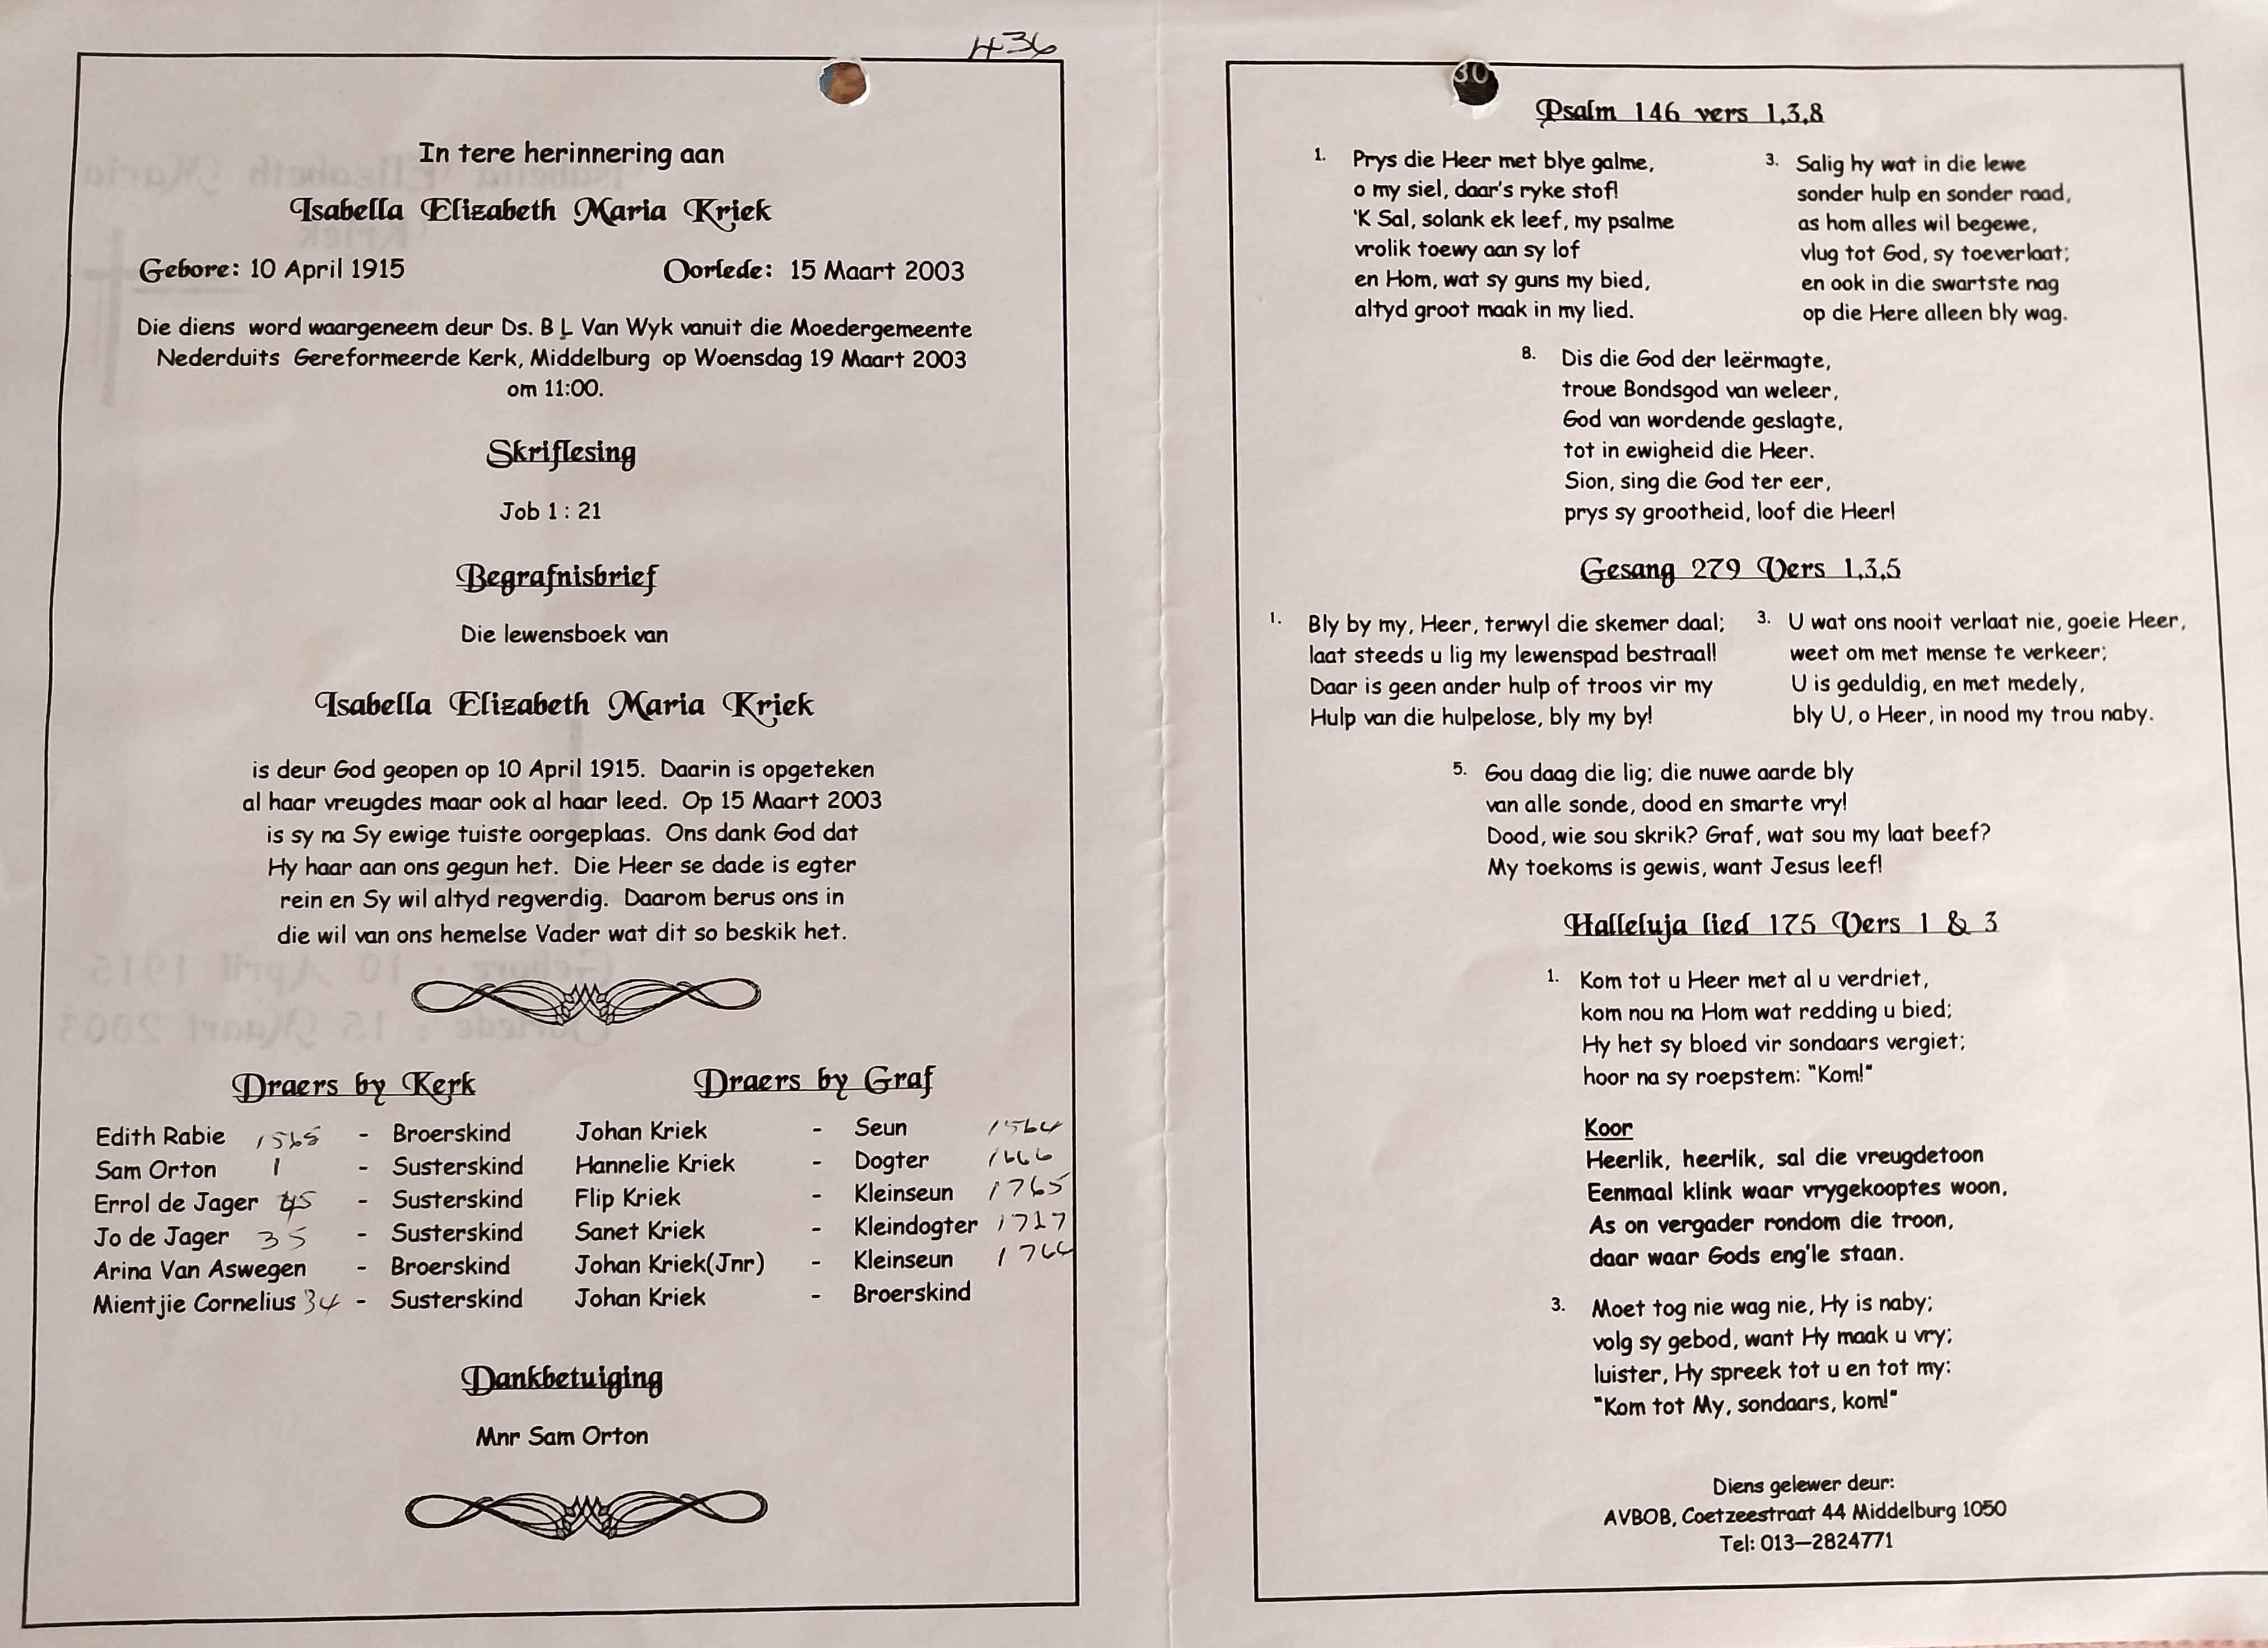 436
In tere herinnering aan
Isabella Elizabeth Maria Kriek
Gebore: 10 April 1915 Oorlede: 15 Maart 2003
Die diens word waargeneem deur Ds. B L Van Wyk vanuit die Moedergemeente
Nederduits Gereformeerde Kerk, Middelburg op Woensdag 19 Maart 2003
om 11:00.
Skriflesing
Job 1 : 21
Begrafnisbrief
Die lewensboek van
Isabella Elizabeth Maria Kriek
is deur God geopen op 10 April 1915. Daarin is opgeteken
al haar vreugdes maar ook al haar leed. Op 15 Maart 2003
is sy na Sy ewige tuiste oorgeplaas. Ons dank God dat
Hy haar aan ons gegun het. Die Heer se dade is egter
rein en Sy wil altyd regverdig. Daarom berus ons in
die wil van ons hemelse Vader wat dit so beskik het.
Draers by Kerk
Edith Rabie - Broerskind
Sam Orton 1 - Susterskind
Errol de Jager - Susterskind
Jo de Jager 35 - Susterskind
Arina Van Aswegen - Broerskind
Mientjie Cornelius 34 - Susterskind
Draers by Graf
Johan Kriek - Seun 1564
Hannelie Kriek - Dogter
Flip Kriek - Kleinseun 1765
Sanet Kriek - Kleindogter
Johan Kriek(Jnr) - Kleinseun
Johan Kriek - Broerskind
Dankbetuiging
Mnr Sam Orton
30
Psalm 146 vers 1,3,8
1. Prys die Heer met blye galme,
o my siel, daar's ryke stof!
'K Sal, solank ek leef, my psalme
vrolik toewy aan sy lof
en Hom, wat sy guns my bied,
altyd groot maak in my lied.
3. Salig hy wat in die lewe
sonder hulp en sonder raad,
as hom alles wil begewe,
vlug tot God, sy toeverlaat;
en ook in die swartste nag
op die Here alleen bly wag.
8. Dis die God der leërmagte,
troue Bondsgod van weleer,
God van wordende geslagte,
tot in ewigheid die Heer.
Sion, sing die God ter eer,
prys sy grootheid, loof die Heer!
Gesang 279 Vers 1,3,5
1. Bly by my, Heer, terwyl die skemer daal;
laat steeds u lig my lewenspad bestraal!
Daar is geen ander hulp of troos vir my
Hulp van die hulpelose, bly my by!
3. U wat ons nooit verlaat nie, goeie Heer,
weet om met mense te verkeer;
U is geduldig, en met medely,
bly U, o Heer, in nood my trou naby.
5. Gou daag die lig; die nuwe aarde bly
van alle sonde, dood en smarte vry!
Dood, wie sou skrik? Graf, wat sou my laat beef?
My toekoms is gewis, want Jesus leef!
Halleluja lied 175 Vers 1 & 3
1. Kom tot u Heer met al u verdriet,
kom nou na Hom wat redding u bied;
Hy het sy bloed vir sondaars vergiet;
hoor na sy roepstem: "Kom!"
Koor
Heerlik, heerlik, sal die vreugdetoon
Eenmaal klink waar vrygekooptes woon,
As on vergader rondom die troon,
daar waar Gods eng'le staan.
3. Moet tog nie wag nie, Hy is naby;
volg sy gebod, want Hy maak u vry;
luister, Hy spreek tot u en tot my:
"Kom tot My, sondaars, kom!"
Diens gelewer deur:
AVBOB, Coetzeestraat 44 Middelburg 1050
Tel: 013—2824771